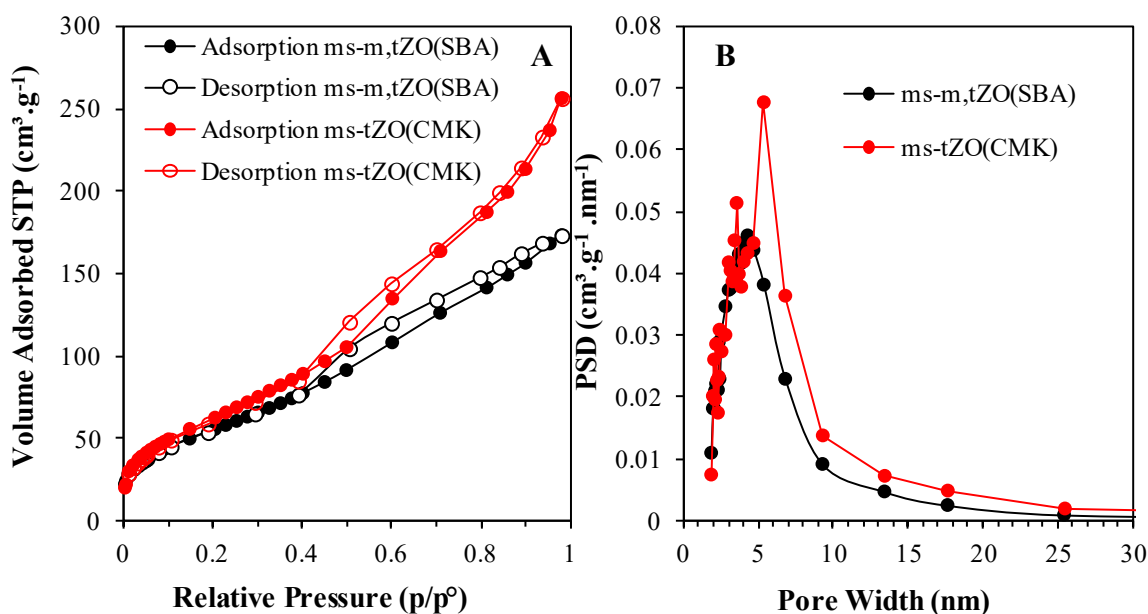 300
250
200
150
100
50
0
Volume Adsorbed STP (cm³.g⁻¹)
Adsorption ms-m,tZO(SBA)
Desorption ms-m,tZO(SBA)
Adsorption ms-tZO(CMK)
Desorption ms-tZO(CMK)
A
0 0.2 0.4 0.6 0.8 1
Relative Pressure (p/p°)
0.08
0.07
0.06
0.05
0.04
0.03
0.02
0.01
0
PSD (cm³.g⁻¹.nm⁻¹)
B
ms-m,tZO(SBA)
ms-tZO(CMK)
0 5 10 15 20 25 30
Pore Width (nm)